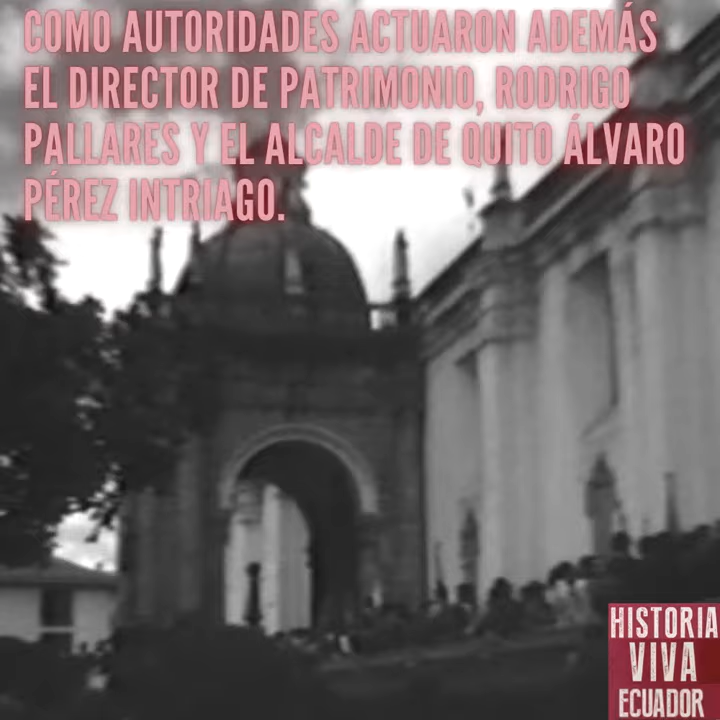 COMO AUTORIDADES ACTUARON ADEMÁS
EL DIRECTOR DE PATRIMONIO, RODRIGO
PALLARES Y EL ALCALDE DE QUITO ÁLVARO
PÉREZ INTRIAGO.
HISTORIA
VIVA
ECUADOR